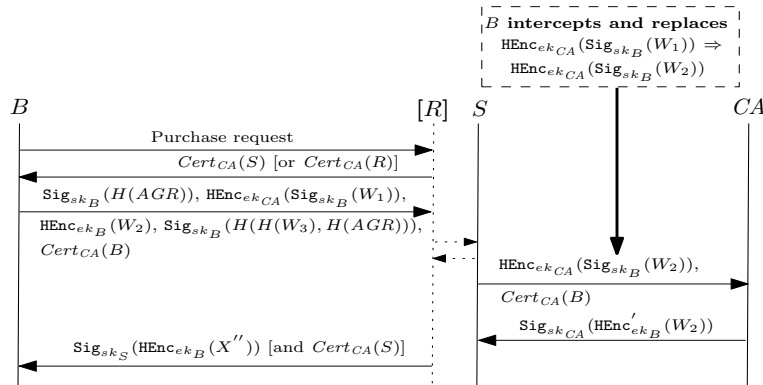 B intercepts and replaces
HEnc_{ek_{CA}}(Sig_{sk_B}(W_1)) ⇒
HEnc_{ek_{CA}}(Sig_{sk_B}(W_2))
B [R] S CA
Purchase request
Cert_{CA}(S) [or Cert_{CA}(R)]
Sig_{sk_B}(H(AGR)), HEnc_{ek_{CA}}(Sig_{sk_B}(W_1)),
HEnc_{ek_B}(W_2), Sig_{sk_B}(H(H(W_3), H(AGR))),
Cert_{CA}(B)
HEnc_{ek_{CA}}(Sig_{sk_B}(W_2)),
Cert_{CA}(B)
Sig_{sk_{CA}}(HEnc'_{ek_B}(W_2))
Sig_{sk_S}(HEnc_{ek_B}(X'')) [and Cert_{CA}(S)]